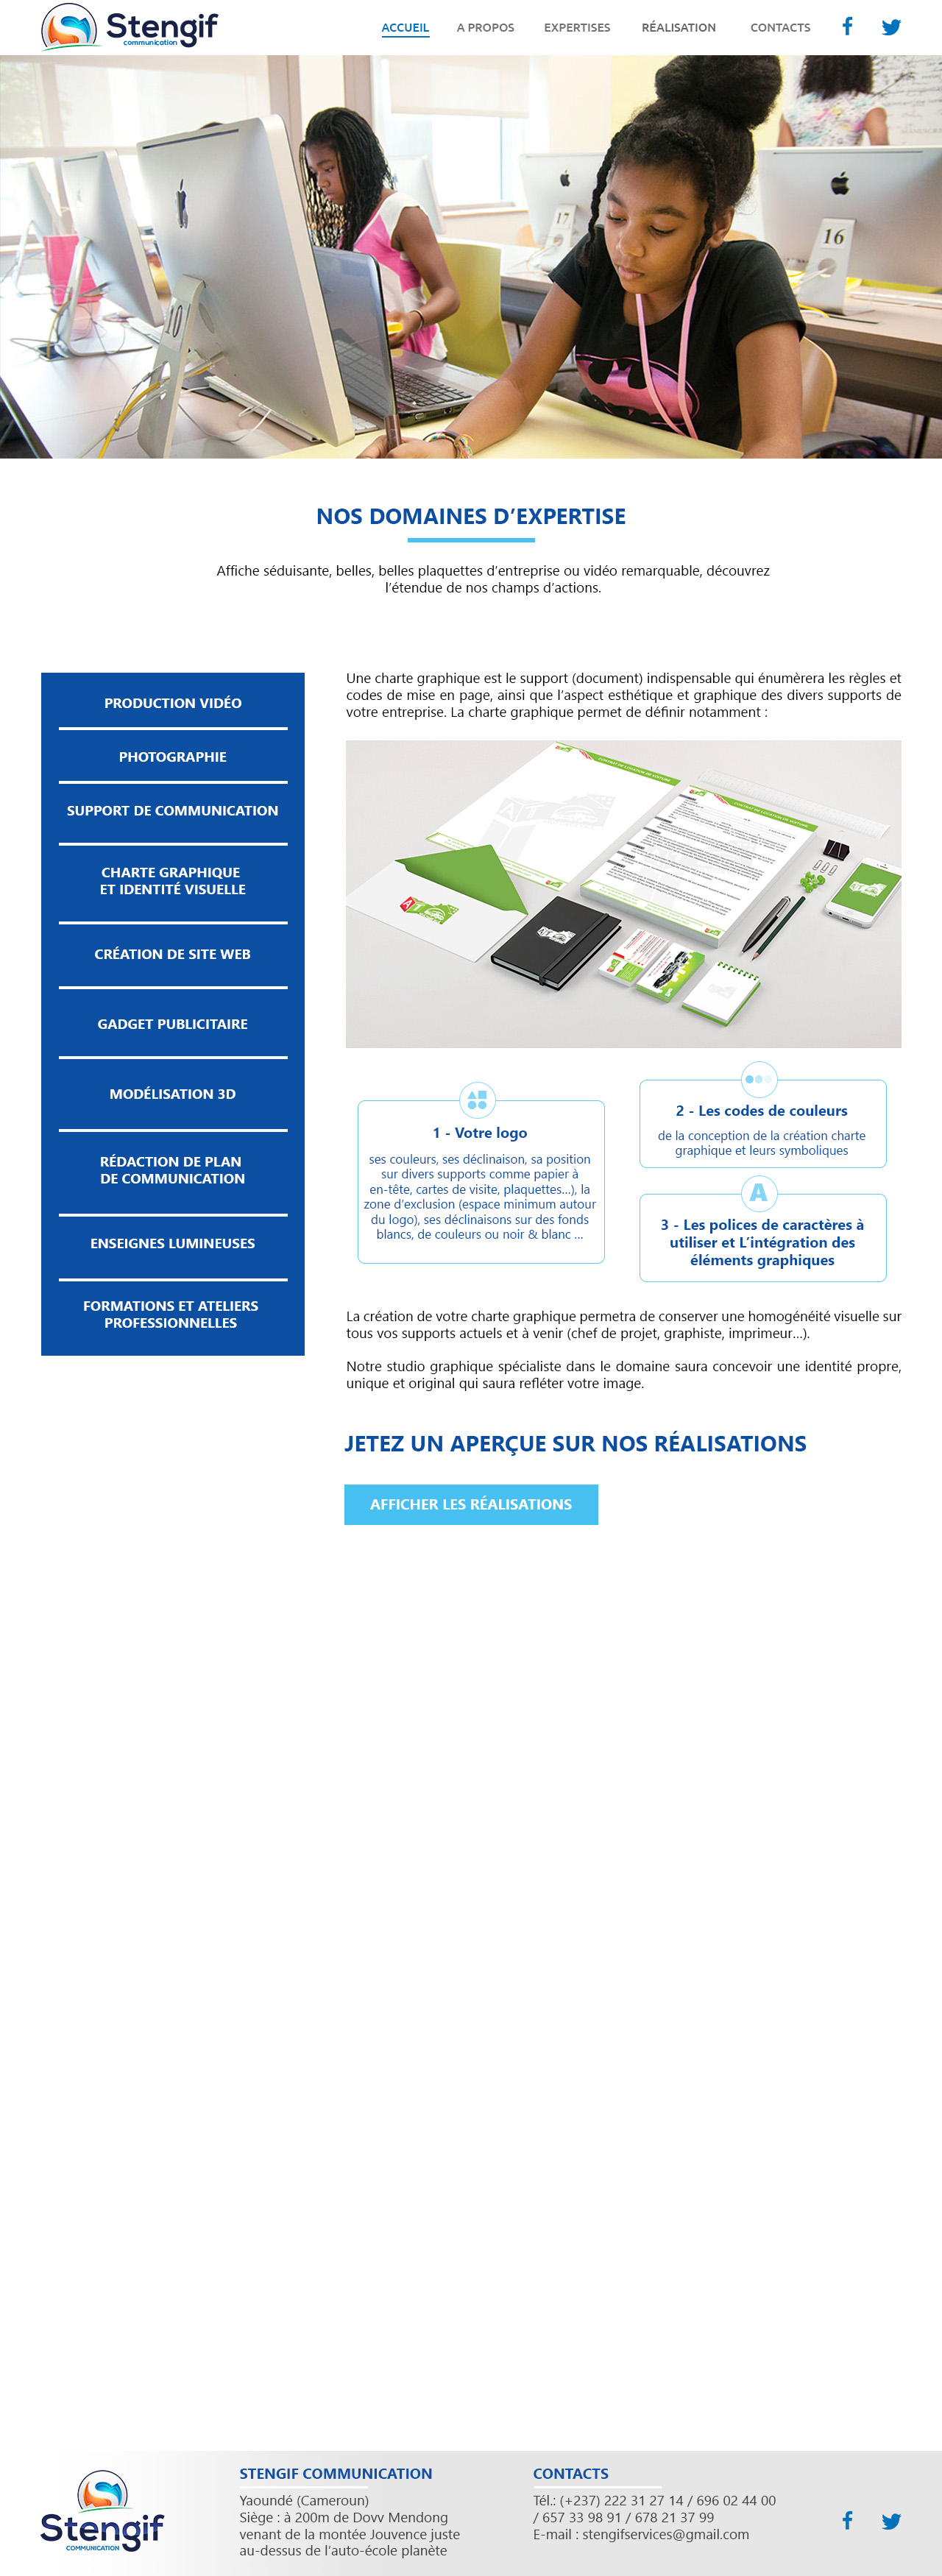 Stengif
communication
ACCUEIL
A PROPOS
EXPERTISES
RÉALISATION
CONTACTS
17
16
NOS DOMAINES D’EXPERTISE
Affiche séduisante, belles, belles plaquettes d’entreprise ou vidéo remarquable, découvrez
l’étendue de nos champs d’actions.
PRODUCTION VIDÉO
PHOTOGRAPHIE
SUPPORT DE COMMUNICATION
CHARTE GRAPHIQUE
ET IDENTITÉ VISUELLE
CRÉATION DE SITE WEB
GADGET PUBLICITAIRE
MODÉLISATION 3D
RÉDACTION DE PLAN
DE COMMUNICATION
ENSEIGNES LUMINEUSES
FORMATIONS ET ATELIERS
PROFESSIONNELLES
Une charte graphique est le support (document) indispensable qui énumèrera les règles et
codes de mise en page, ainsi que l’aspect esthétique et graphique des divers supports de
votre entreprise. La charte graphique permet de définir notamment :
CONTRAT DE LOCATION DE VOITURE
CONTRAT DE LOCATION DE VOITURE
1 - Votre logo
ses couleurs, ses déclinaison, sa position
sur divers supports comme papier à
en-tête, cartes de visite, plaquettes...), la
zone d’exclusion (espace minimum autour
du logo), ses déclinaisons sur des fonds
blancs, de couleurs ou noir & blanc ...
2 - Les codes de couleurs
de la conception de la création charte
graphique et leurs symboliques
A
3 - Les polices de caractères à
utiliser et L’intégration des
éléments graphiques
La création de votre charte graphique permetra de conserver une homogénéité visuelle sur
tous vos supports actuels et à venir (chef de projet, graphiste, imprimeur...).
Notre studio graphique spécialiste dans le domaine saura concevoir une identité propre,
unique et original qui saura refléter votre image.
JETEZ UN APERÇUE SUR NOS RÉALISATIONS
AFFICHER LES RÉALISATIONS
Stengif
COMMUNICATION
STENGIF COMMUNICATION
Yaoundé (Cameroun)
Siège : à 200m de Dovv Mendong
venant de la montée Jouvence juste
au-dessus de l’auto-école planète
CONTACTS
Tél.: (+237) 222 31 27 14 / 696 02 44 00
/ 657 33 98 91 / 678 21 37 99
E-mail : stengifservices@gmail.com